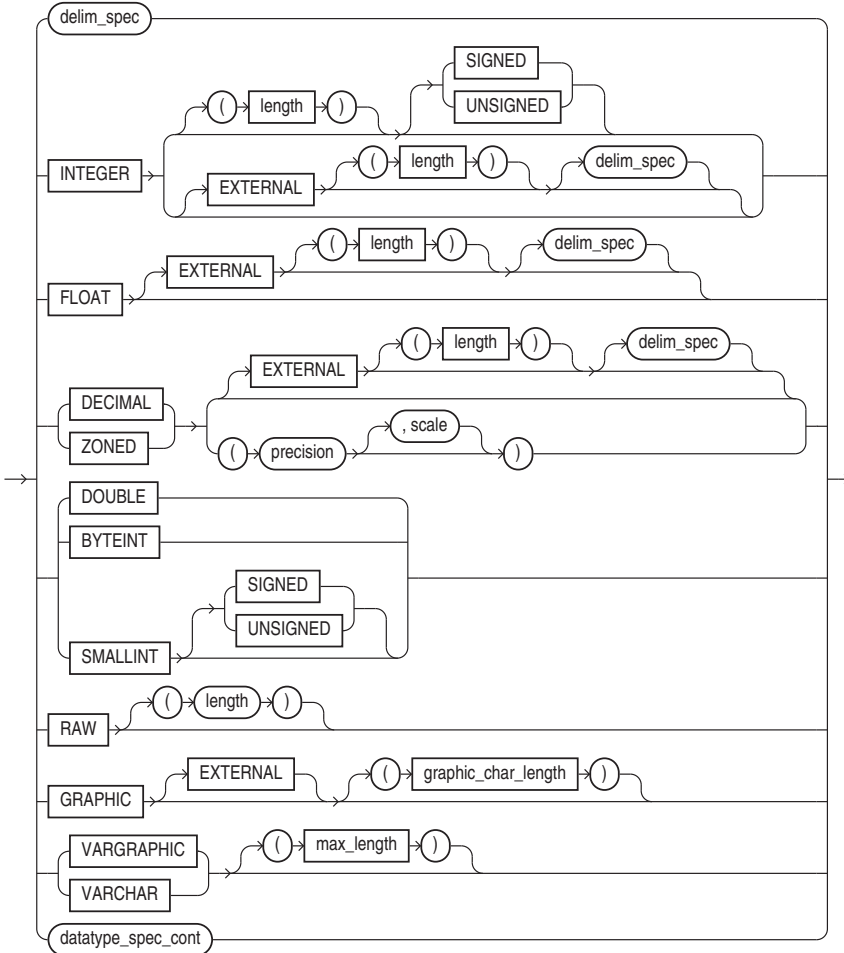 delim_spec
SIGNED
( length )
UNSIGNED
( length ) delim_spec
INTEGER
EXTERNAL
( length ) delim_spec
EXTERNAL
FLOAT
( length ) delim_spec
EXTERNAL
DECIMAL
, scale
ZONED
( precision )
DOUBLE
BYTEINT
SIGNED
UNSIGNED
SMALLINT
( length )
RAW
EXTERNAL ( graphic_char_length )
GRAPHIC
VARGRAPHIC ( max_length )
VARCHAR
datatype_spec_cont